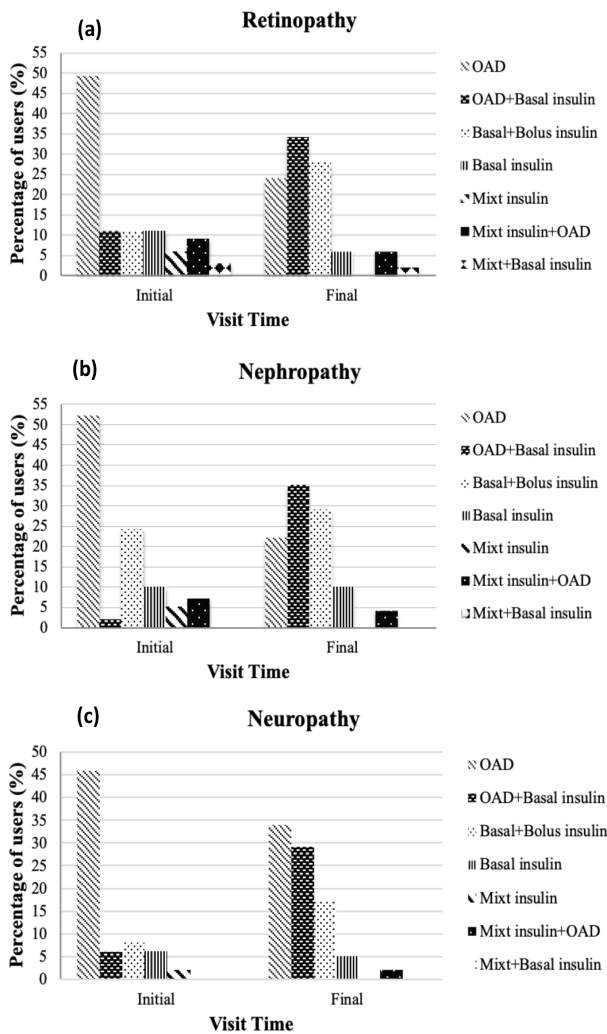 (a)
Retinopathy
Percentage of users (%)
55
50
45
40
35
30
25
20
15
10
5
0
Initial
Final
Visit Time
OAD
OAD+Basal insulin
Basal+Bolus insulin
Basal insulin
Mixt insulin
Mixt insulin+OAD
Mixt+Basal insulin
(b)
Nephropathy
Percentage of users (%)
55
50
45
40
35
30
25
20
15
10
5
0
Initial
Final
Visit Time
OAD
OAD+Basal insulin
Basal+Bolus insulin
Basal insulin
Mixt insulin
Mixt insulin+OAD
Mixt+Basal insulin
(c)
Neuropathy
Percentage of users (%)
50
45
40
35
30
25
20
15
10
5
0
Initial
Final
Visit Time
OAD
OAD+Basal insulin
Basal+Bolus insulin
Basal insulin
Mixt insulin
Mixt insulin+OAD
Mixt+Basal insulin